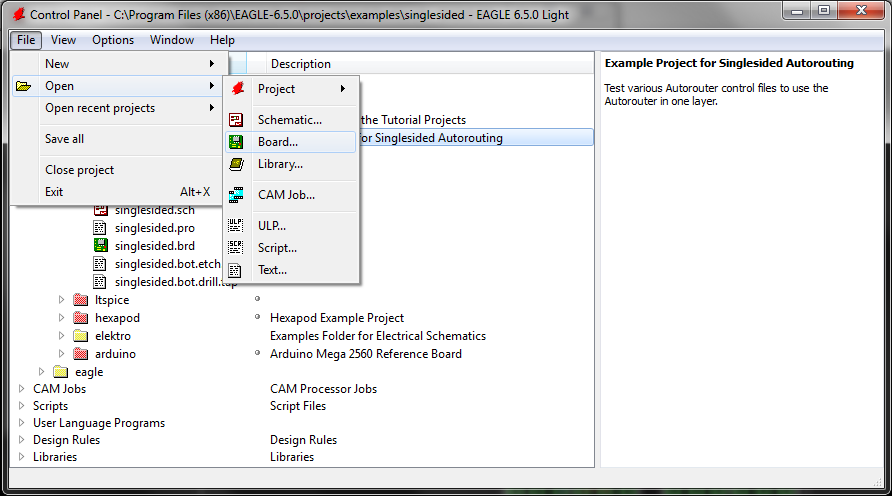 Control Panel - C:\Program Files (x86)\EAGLE-6.5.0\projects\examples\singlesided - EAGLE 6.5.0 Light
File View Options Window Help
New
Open
Open recent projects
Save all
Close project
Exit Alt+X
Project
Schematic...
Board...
Library...
CAM Job...
ULP...
Script...
Text...
Description
the Tutorial Projects
for Singlesided Autorouting
singlesided.sch
singlesided.pro
singlesided.brd
singlesided.bot.etch
singlesided.bot.drill.tap
ltspice
hexapod Hexapod Example Project
elektro Examples Folder for Electrical Schematics
arduino Arduino Mega 2560 Reference Board
eagle
CAM Jobs CAM Processor Jobs
Scripts Script Files
User Language Programs
Design Rules Design Rules
Libraries Libraries
Example Project for Singlesided Autorouting
Test various Autorouter control files to use the
Autorouter in one layer.